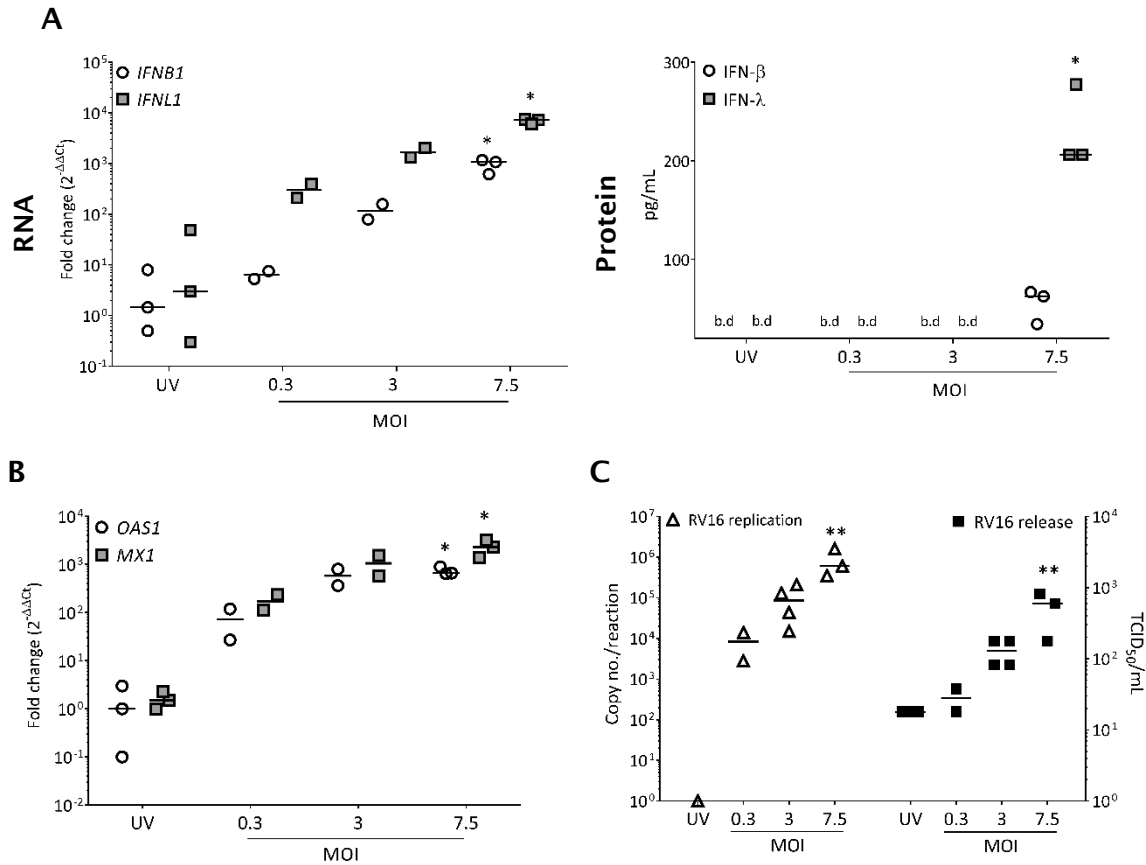 A
RNA
Fold change (2-ΔΔCt)
10^5
10^4
10^3
10^2
10^1
10^0
10^-1
IFNB1
IFNL1
*
*
UV
0.3
3
7.5
MOI
Protein
pg/mL
300
200
100
IFN-β
IFN-λ
*
b.d b.d b.d b.d b.d b.d
UV
0.3
3
7.5
MOI
B
Fold change (2-ΔΔCt)
10^4
10^3
10^2
10^1
10^0
10^-1
10^-2
OAS1
MX1
*
*
UV
0.3
3
7.5
MOI
C
Copy no./reaction
10^7
10^6
10^5
10^4
10^3
10^2
10^1
10^0
RV16 replication
RV16 release
**
**
10^4
10^3
10^2
10^1
10^0
TCID50/mL
UV 0.3 3 7.5 UV 0.3 3 7.5
MOI MOI